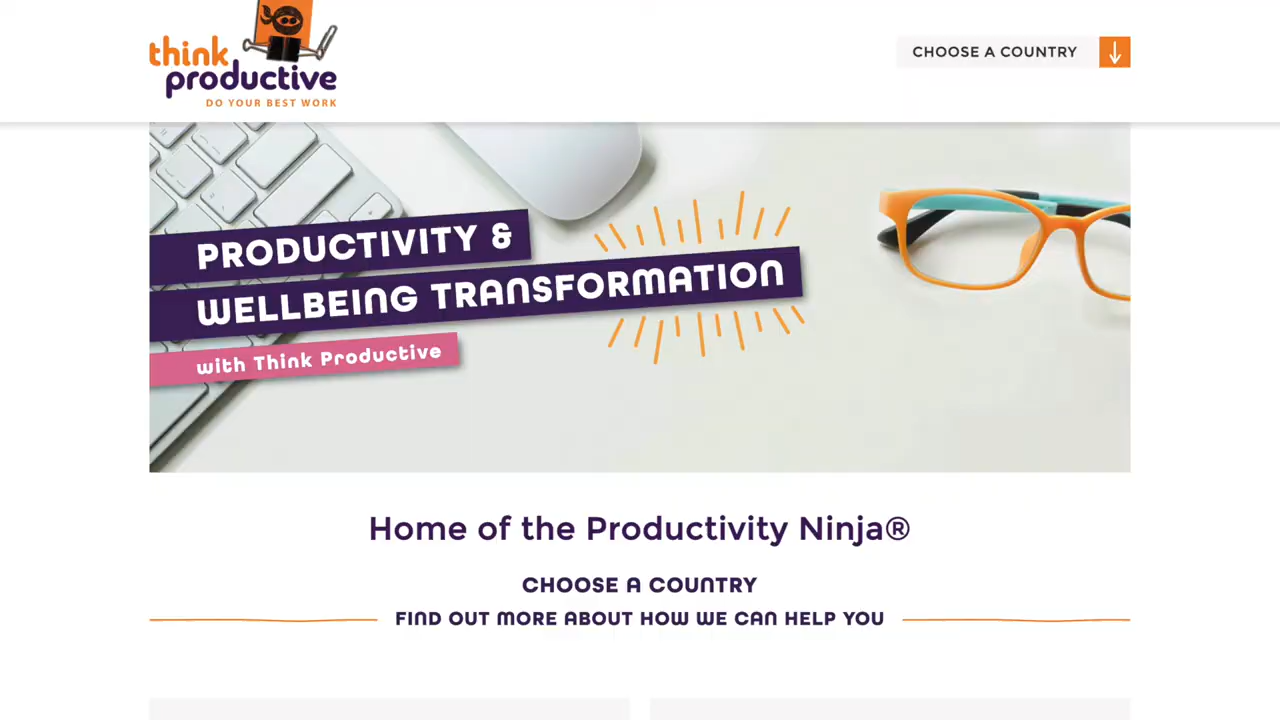 think
productive
DO YOUR BEST WORK
CHOOSE A COUNTRY
PRODUCTIVITY &
WELLBEING TRANSFORMATION
with Think Productive
Home of the Productivity Ninja®
CHOOSE A COUNTRY
FIND OUT MORE ABOUT HOW WE CAN HELP YOU